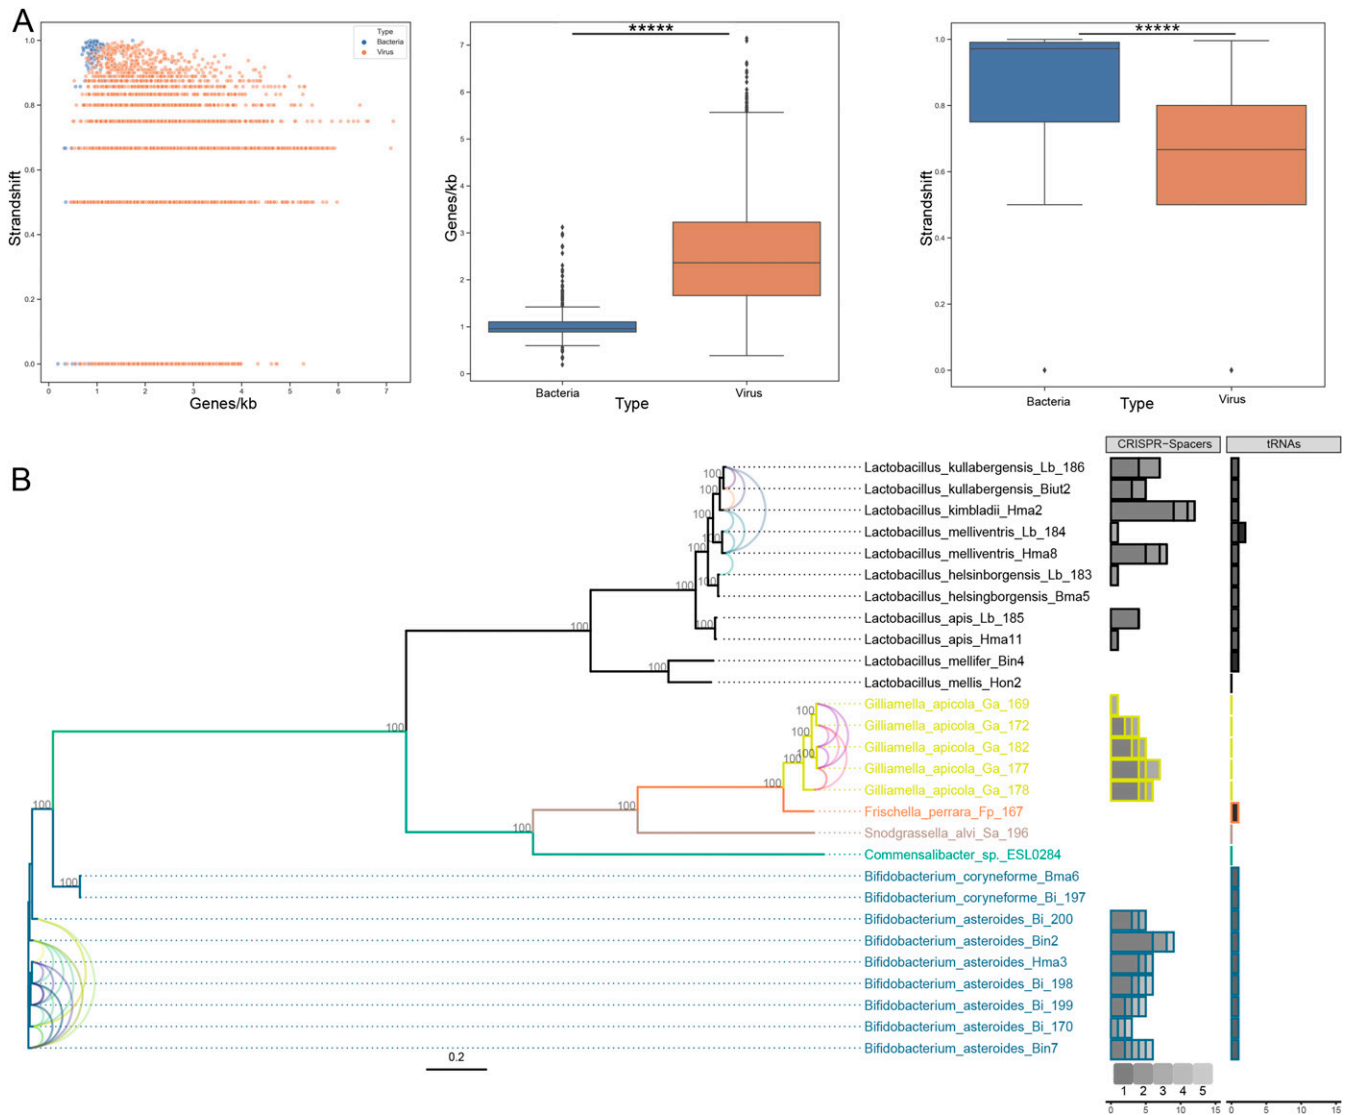 A
Type
Bacteria
Virus
1.0
0.8
0.6
0.4
0.2
0.0
Strandshift
0 1 2 3 4 5 6 7
Genes/kb
*****
7
6
5
4
3
2
1
0
Genes/kb
Bacteria Virus
Type
*****
1.0
0.8
0.6
0.4
0.2
0.0
Strandshift
Bacteria Virus
Type
B
CRISPR-Spacers tRNAs
100 Lactobacillus_kullabergensis_Lb_186
100 Lactobacillus_kullabergensis_Biut2
100 Lactobacillus_kimbladii_Hma2
100 Lactobacillus_melliventris_Lb_184
100 Lactobacillus_melliventris_Hma8
100 100 Lactobacillus_helsinborgensis_Lb_183
Lactobacillus_helsingborgensis_Bma5
100 100 Lactobacillus_apis_Lb_185
Lactobacillus_apis_Hma11
100 Lactobacillus_mellifer_Bin4
Lactobacillus_mellis_Hon2
100 Gilliamella_apicola_Ga_169
100 100 Gilliamella_apicola_Ga_172
100 100 Gilliamella_apicola_Ga_182
Gilliamella_apicola_Ga_177
100 Gilliamella_apicola_Ga_178
100 100 Frischella_perrara_Fp_167
100 Snodgrassella_alvi_Sa_196
Commensalibacter_sp._ESL0284
100 Bifidobacterium_coryneforme_Bma6
Bifidobacterium_coryneforme_Bi_197
Bifidobacterium_asteroides_Bi_200
Bifidobacterium_asteroides_Bin2
Bifidobacterium_asteroides_Hma3
Bifidobacterium_asteroides_Bi_198
Bifidobacterium_asteroides_Bi_199
Bifidobacterium_asteroides_Bi_170
Bifidobacterium_asteroides_Bin7
0.2
1 2 3 4 5
0 5 10 15 0 5 10 15